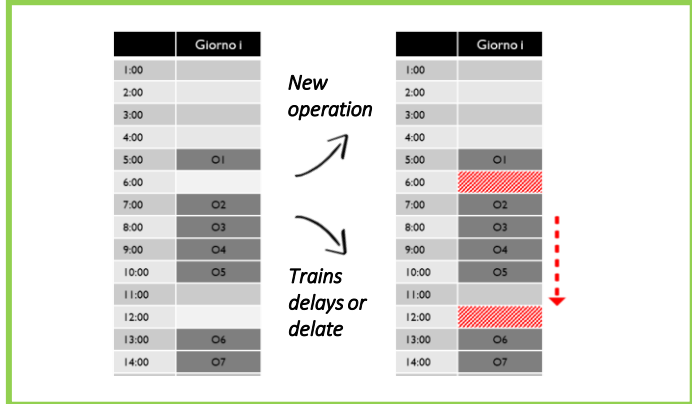 Giorno i
1:00
2:00
3:00
4:00
5:00 O1
6:00
7:00 O2
8:00 O3
9:00 O4
10:00 O5
11:00
12:00
13:00 O6
14:00 O7
New
operation
Trains
delays or
delate
Giorno i
1:00
2:00
3:00
4:00
5:00 O1
6:00
7:00 O2
8:00 O3
9:00 O4
10:00 O5
11:00
12:00
13:00 O6
14:00 O7